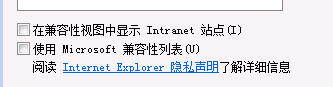 在兼容性视图中显示 Intranet 站点(I)
使用 Microsoft 兼容性列表(U)
阅读 Internet Explorer 隐私声明了解详细信息